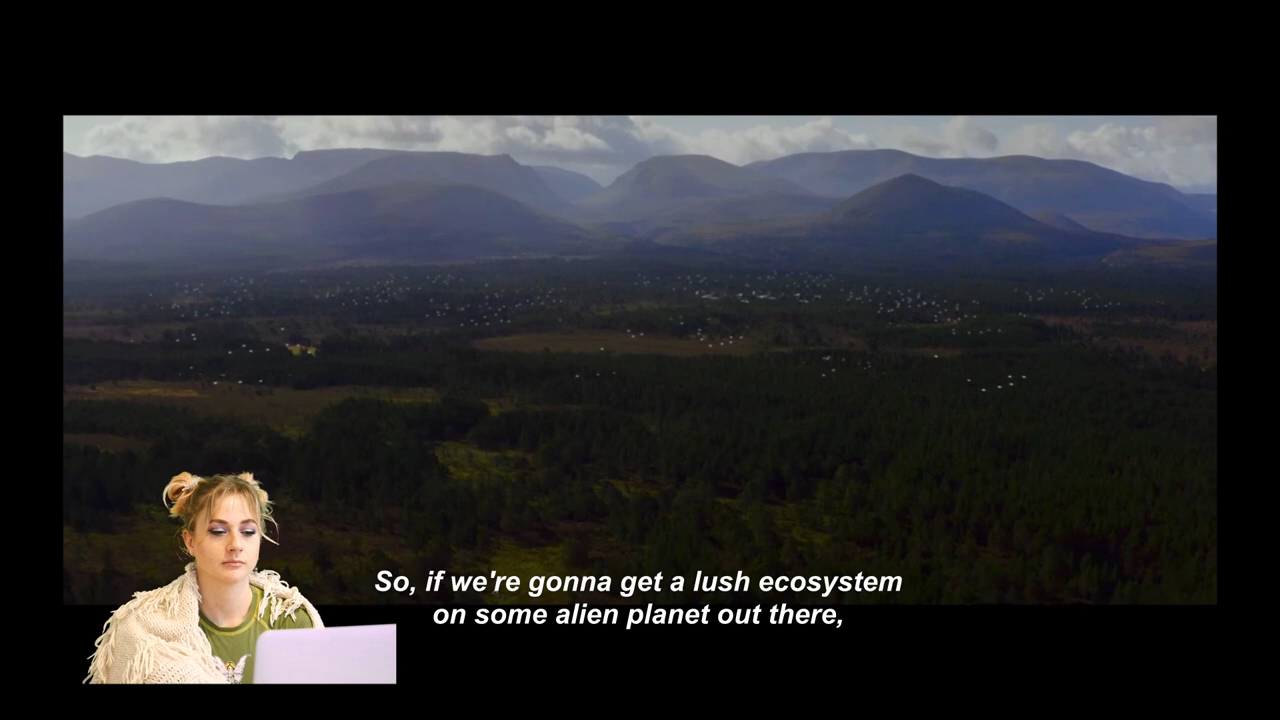 So, if we're gonna get a lush ecosystem
on some alien planet out there,